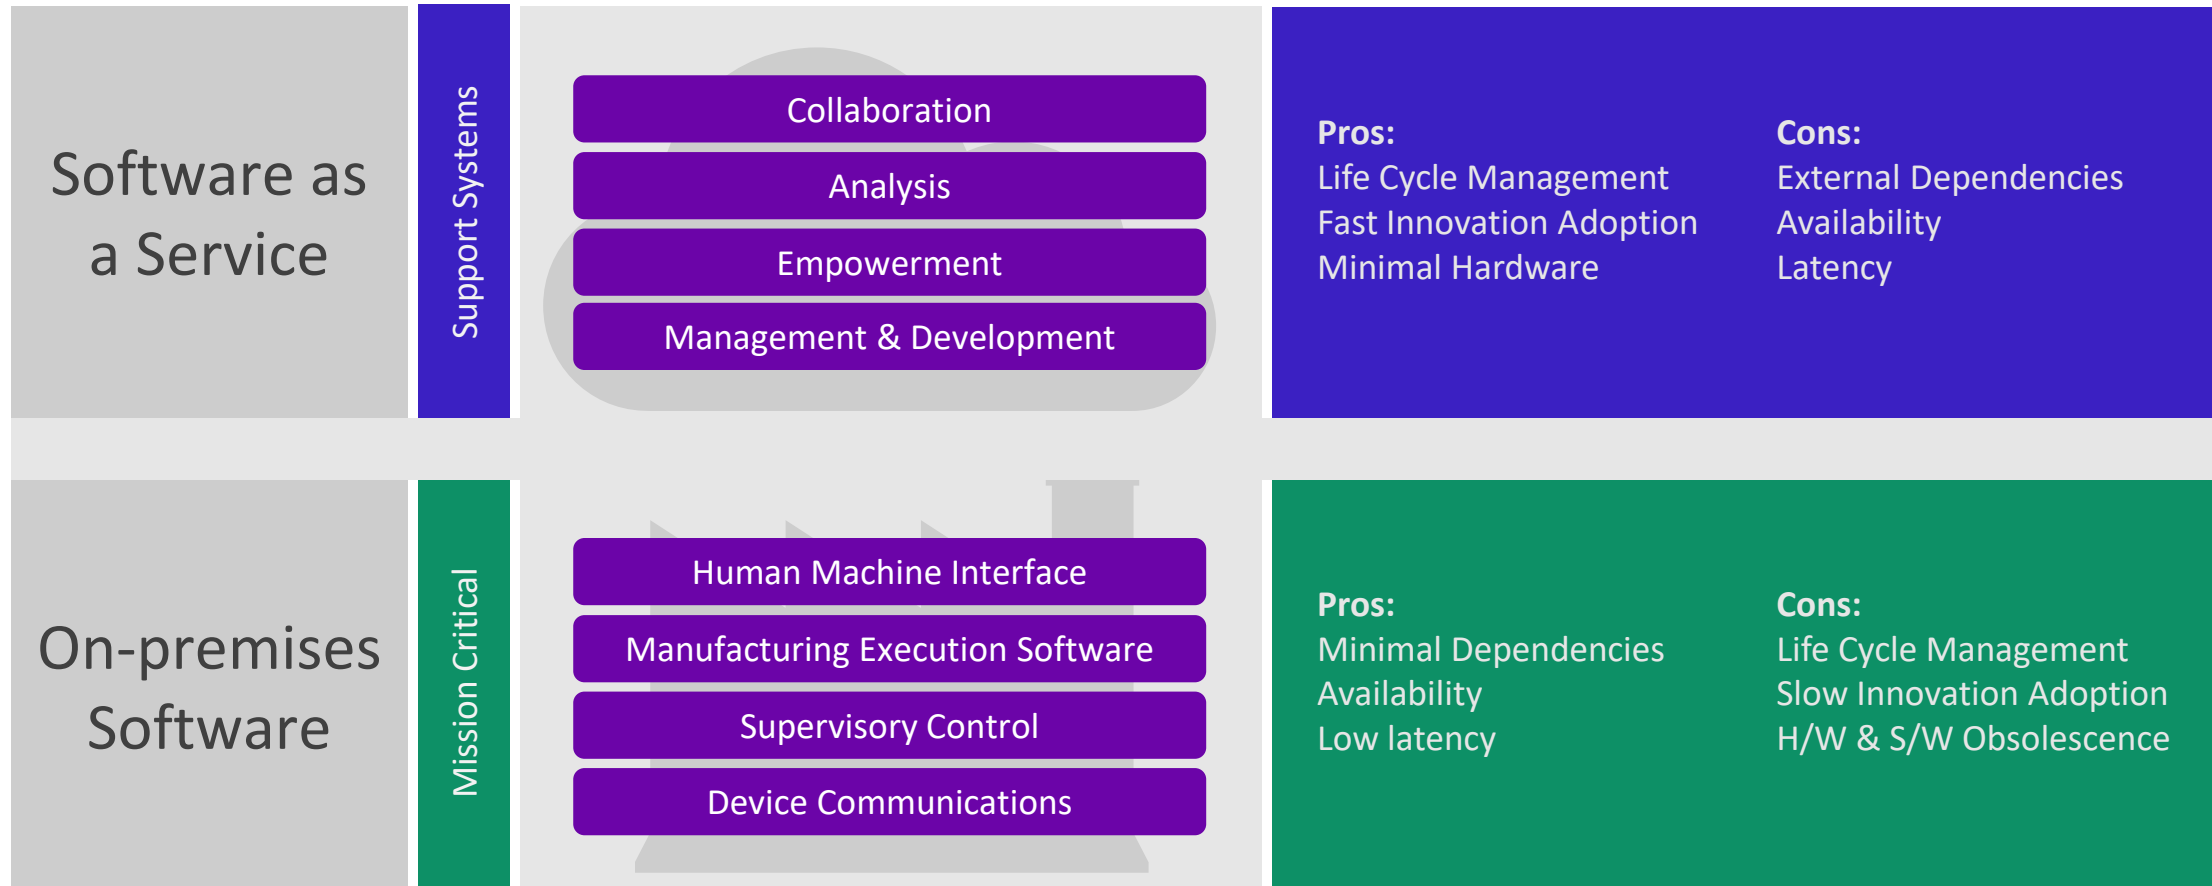 Software as
a Service
Support Systems
Collaboration
Analysis
Empowerment
Management & Development
Pros:
Life Cycle Management
Fast Innovation Adoption
Minimal Hardware
Cons:
External Dependencies
Availability
Latency
On-premises
Software
Mission Critical
Human Machine Interface
Manufacturing Execution Software
Supervisory Control
Device Communications
Pros:
Minimal Dependencies
Availability
Low latency
Cons:
Life Cycle Management
Slow Innovation Adoption
H/W & S/W Obsolescence